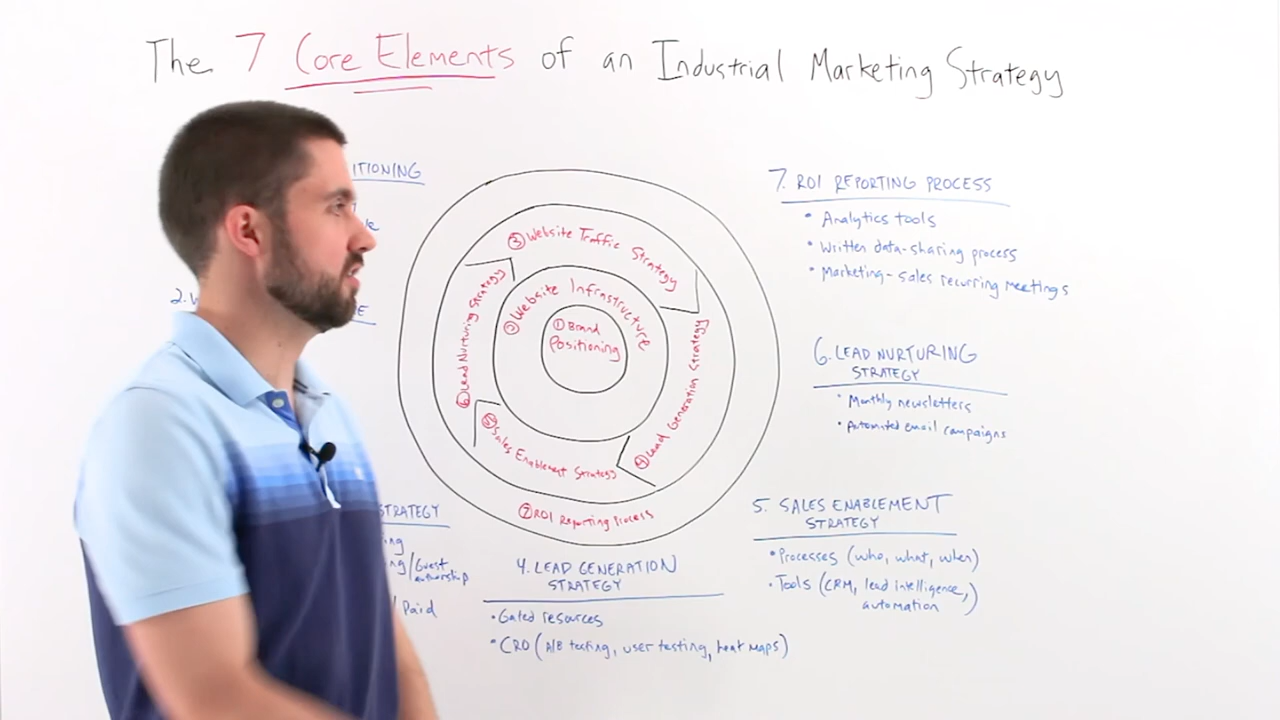 The 7 Core Elements of an Industrial Marketing Strategy
ITIONING
2.
STRATEGY
Guest
authorship
/ Paid
③ Website Traffic Strategy
② Website Infrastructure
① Brand
Positioning
④ Lead Generation Strategy
⑤ Sales Enablement Strategy
⑥ Lead Nurturing Strategy
⑦ ROI Reporting Process
4. LEAD GENERATION
STRATEGY
• Gated resources
• CRO (A/B testing, user testing, heat maps)
7. ROI REPORTING PROCESS
• Analytics tools
• Written data-sharing process
• Marketing-sales recurring meetings
6. LEAD NURTURING
STRATEGY
• Monthly newsletters
• Automated email campaigns
5. SALES ENABLEMENT
STRATEGY
• Processes (who, what, when)
• Tools (CRM, lead intelligence,
automation)